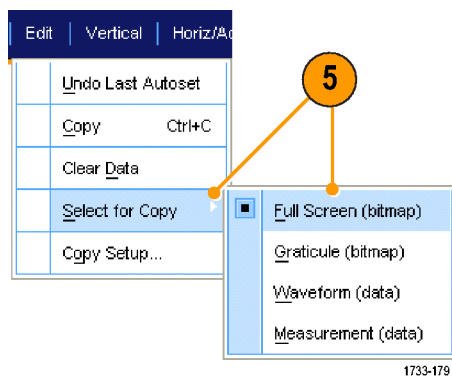 Edit Vertical Horiz/Ac
Undo Last Autoset
5
Copy Ctrl+C
Clear Data
Select for Copy
Full Screen (bitmap)
Copy Setup...
Graticule (bitmap)
Waveform (data)
Measurement (data)
1733-179